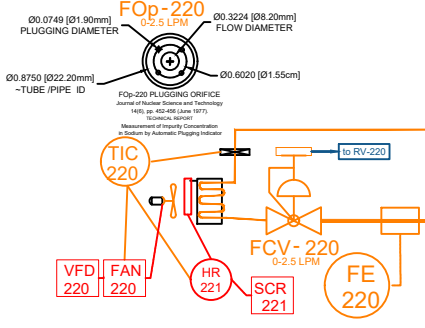 FOp-220
0-2.5 LPM
Ø0.0749 [Ø1.90mm]
PLUGGING DIAMETER
Ø0.3224 [Ø8.20mm]
FLOW DIAMETER
Ø0.8750 [Ø22.20mm]
~TUBE /PIPE ID
Ø0.6020 [Ø1.55cm]
FOp-220 PLUGGING ORIFICE
Journal of Nuclear Science and Technology
14(6), pp. 452-456 (June 1977).
TECHNICAL REPORT
Measurement of Impurity Concentration
in Sodium by Automatic Plugging Indicator
TIC
220
to RV-220
FCV-220
0-2.5 LPM
VFD
220
FAN
220
HR
221
SCR
221
FE
220